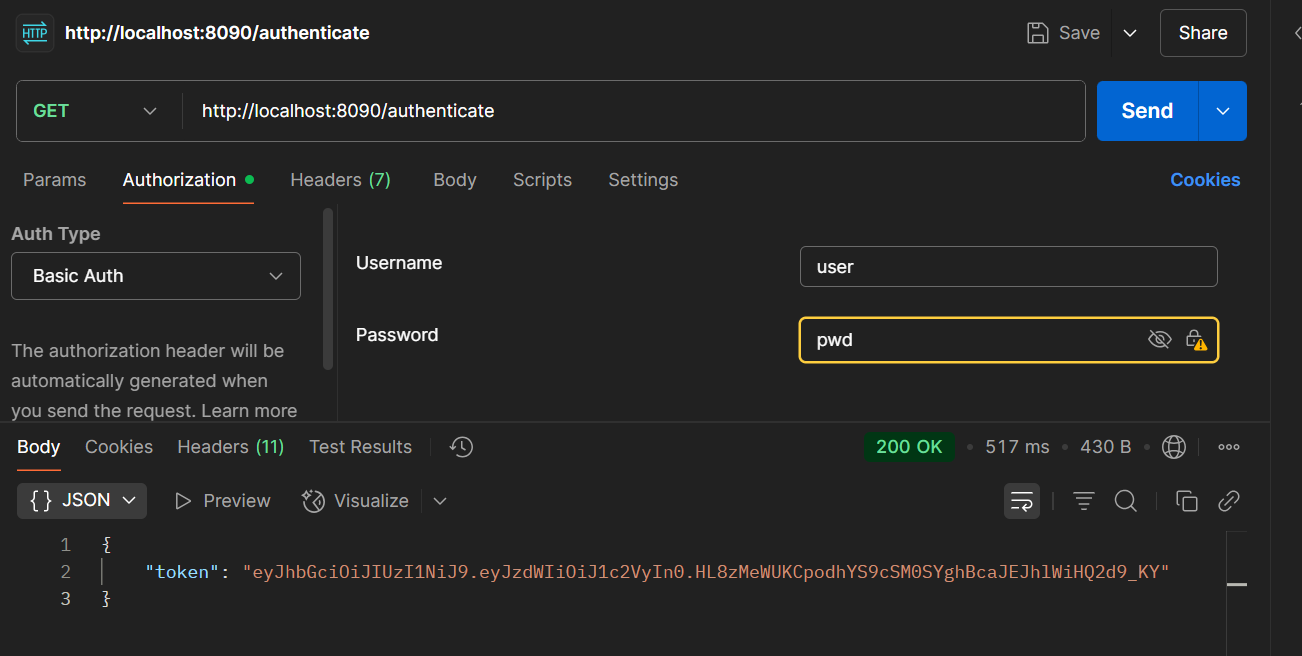 HTTP http://localhost:8090/authenticate Save Share
GET http://localhost:8090/authenticate Send
Params Authorization Headers (7) Body Scripts Settings Cookies
Auth Type
Basic Auth
The authorization header will be
automatically generated when
you send the request. Learn more
Username user
Password pwd
Body Cookies Headers (11) Test Results 200 OK • 517 ms • 430 B •
{} JSON Preview Visualize
1 {
2 "token": "eyJhbGciOiJIUzI1NiJ9.eyJzdWIiOiJ1c2VyIn0.HL8zMeWUKCpodhYS9cSM0SYghBcaJEJhlWiHQ2d9_KY"
3 }